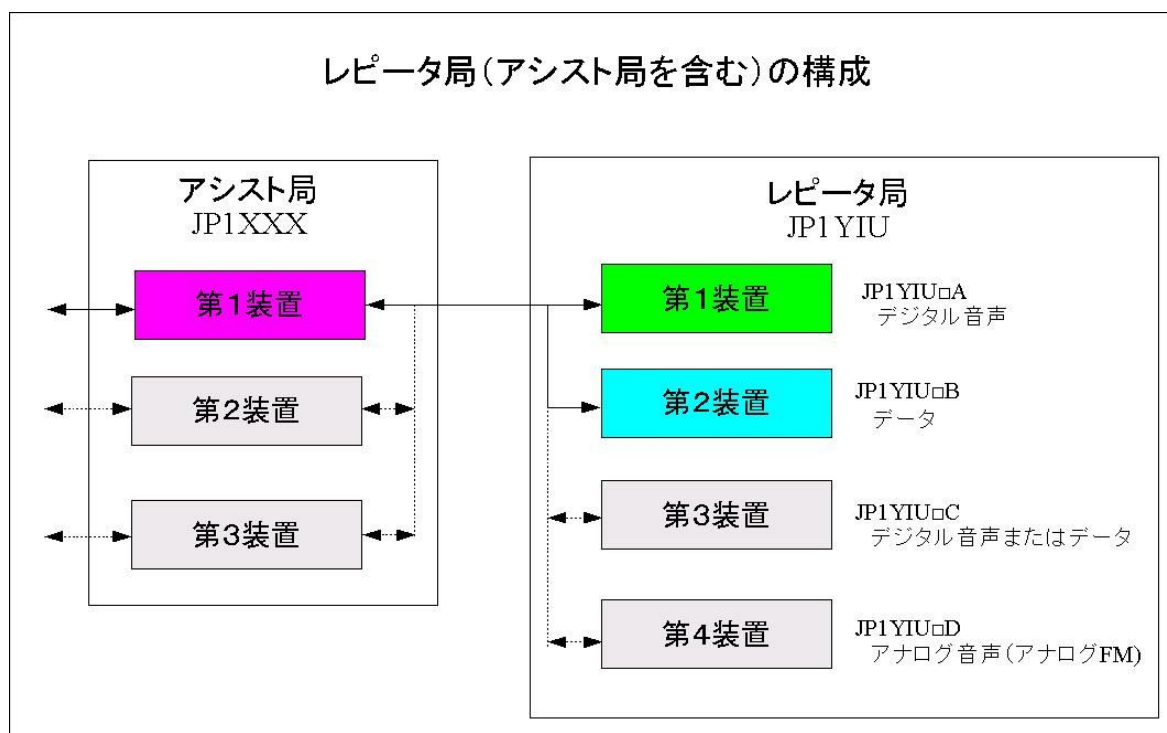 レピータ局(アシスト局を含む)の構成
アシスト局
JP1XXX
第1装置
第2装置
第3装置
レピータ局
JP1YIU
第1装置
JP1YIU□A
デジタル音声
第2装置
JP1YIU□B
データ
第3装置
JP1YIU□C
デジタル音声またはデータ
第4装置
JP1YIU□D
アナログ音声(アナログFM)